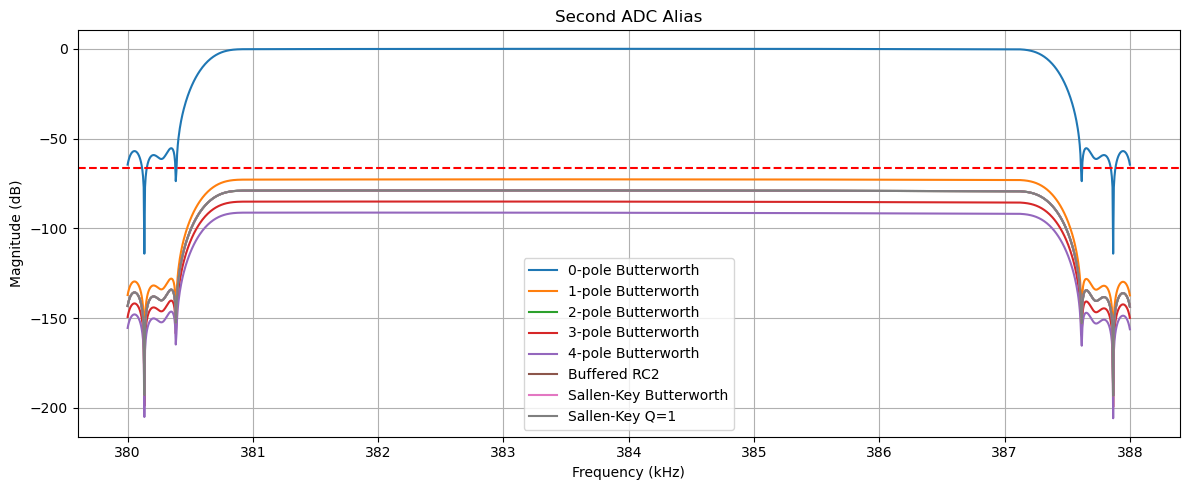 Second ADC Alias
Magnitude (dB)
0
−50
−100
−150
−200
0-pole Butterworth
1-pole Butterworth
2-pole Butterworth
3-pole Butterworth
4-pole Butterworth
Buffered RC2
Sallen-Key Butterworth
Sallen-Key Q=1
380 381 382 383 384 385 386 387 388
Frequency (kHz)